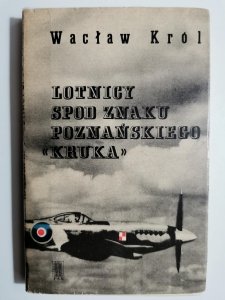 Wacław Król
LOTNICY
SPOD ZNAKU
POZNAŃSKIEGO
«KRUKA»